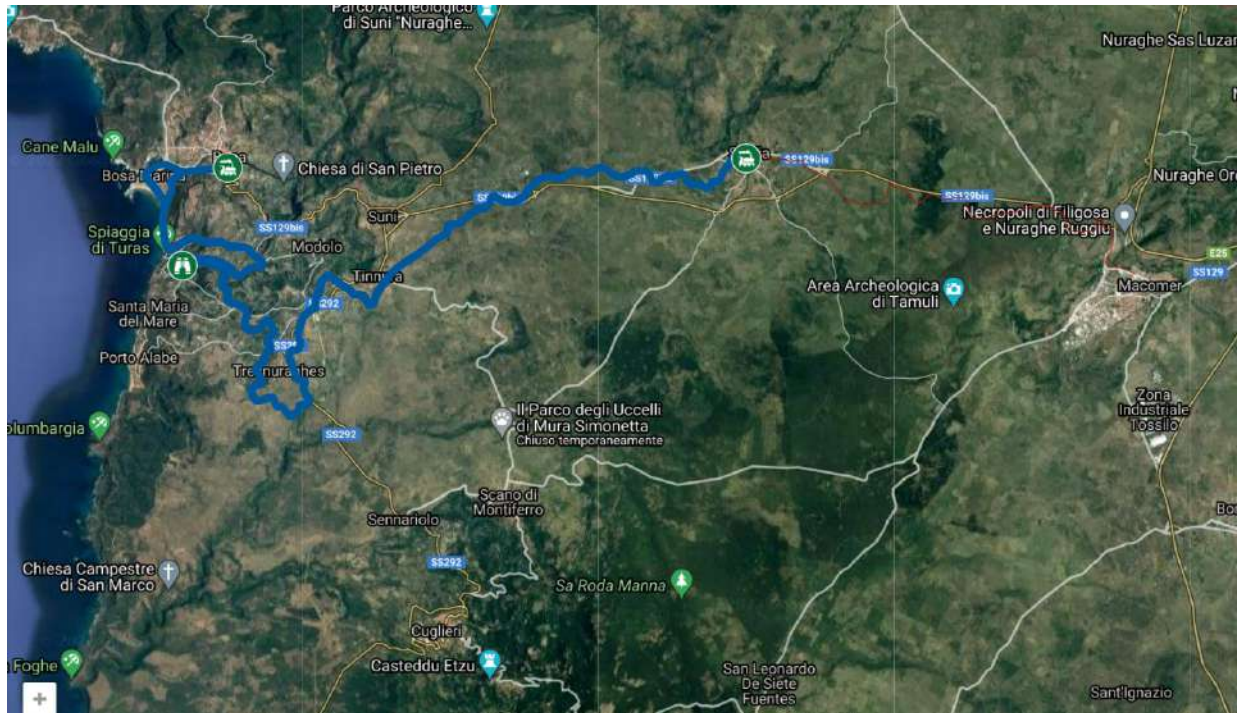 Parco Archeologico
di Suni "Nuraghe...
Nuraghe Sas Luzar
Cane Malu
Chiesa di San Pietro
SS129bis
Nuraghe Ore
SS129bis
Suni
Necropoli di Filigosa
e Nuraghe Ruggiu
SS129bis
Spiaggia
di Turas
Modolo
E25
SS129
Tinnura
Area Archeologica
di Tamuli
Macomer
Santa Maria
del Mare
SS292
Porto Alabe
Tresnuraghes
olumbargia
Il Parco degli Uccelli
di Mura Simonetta
Chiuso temporaneamente
Zona
Industriale
Tossilo
SS292
Scano di
Montiferro
Sennariolo
Bor
SS292
Chiesa Campestre
di San Marco
Sa Roda Manna
Cuglieri
Casteddu Etzu
Foghe
San Leonardo
De Siete
Fuentes
Sant'Ignazio
+